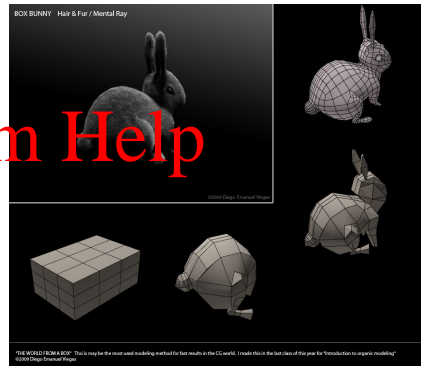 BOX BUNNY Hair & Fur / Mental Ray
m Help
©2009 Diego Emanuel Viegas
"THE WORLD FROM A BOX" This is may be the most used modeling method for fast results in the CG world. I made this in the last class of this year for "Introduction to organic modeling"
©2009 Diego Emanuel Viegas